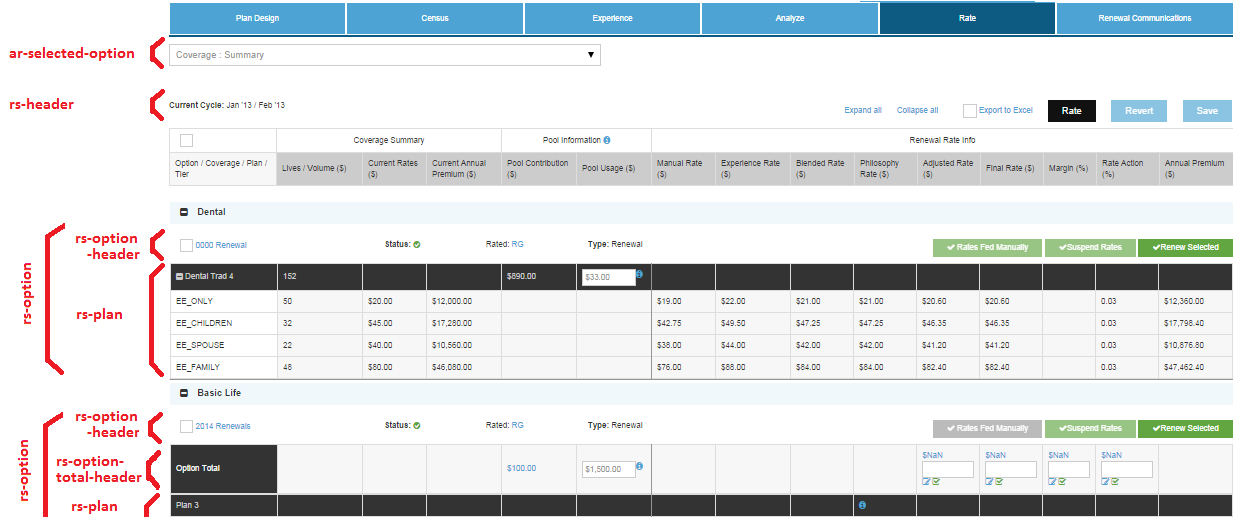 Plan Design Census Experience Analyze Rate Renewal Communications
ar-selected-option Coverage : Summary
rs-header Current Cycle: Jan '13 / Feb '13 Expand all Collapse all Export to Excel Rate Revert Save
Coverage Summary Pool Information Renewal Rate Info
Option / Coverage / Plan / Tier Lives / Volume ($) Current Rates ($) Current Annual Premium ($) Pool Contribution ($) Pool Usage ($) Manual Rate ($) Experience Rate ($) Blended Rate ($) Philosophy Rate ($) Adjusted Rate ($) Final Rate ($) Margin (%) Rate Action (%) Annual Premium ($)
Dental
rs-option
rs-option
-header
0000 Renewal Status: Rated: RG Type: Renewal Rates Fed Manually Suspend Rates Renew Selected
rs-plan
Dental Trad 4 152 $890.00 $33.00
EE_ONLY 50 $20.00 $12,000.00 $19.00 $22.00 $21.00 $21.00 $20.60 $20.60 0.03 $12,360.00
EE_CHILDREN 32 $45.00 $17,280.00 $42.75 $49.50 $47.25 $47.25 $46.35 $46.35 0.03 $17,798.40
EE_SPOUSE 22 $40.00 $10,560.00 $38.00 $44.00 $42.00 $42.00 $41.20 $41.20 0.03 $10,876.80
EE_FAMILY 48 $80.00 $46,080.00 $76.00 $88.00 $84.00 $84.00 $82.40 $82.40 0.03 $47,462.40
Basic Life
rs-option
rs-option
-header
2014 Renewals Status: Rated: RG Type: Renewal Rates Fed Manually Suspend Rates Renew Selected
rs-option-
total-header
Option Total $100.00 $1,500.00 $NaN $NaN $NaN $NaN
rs-plan Plan 3